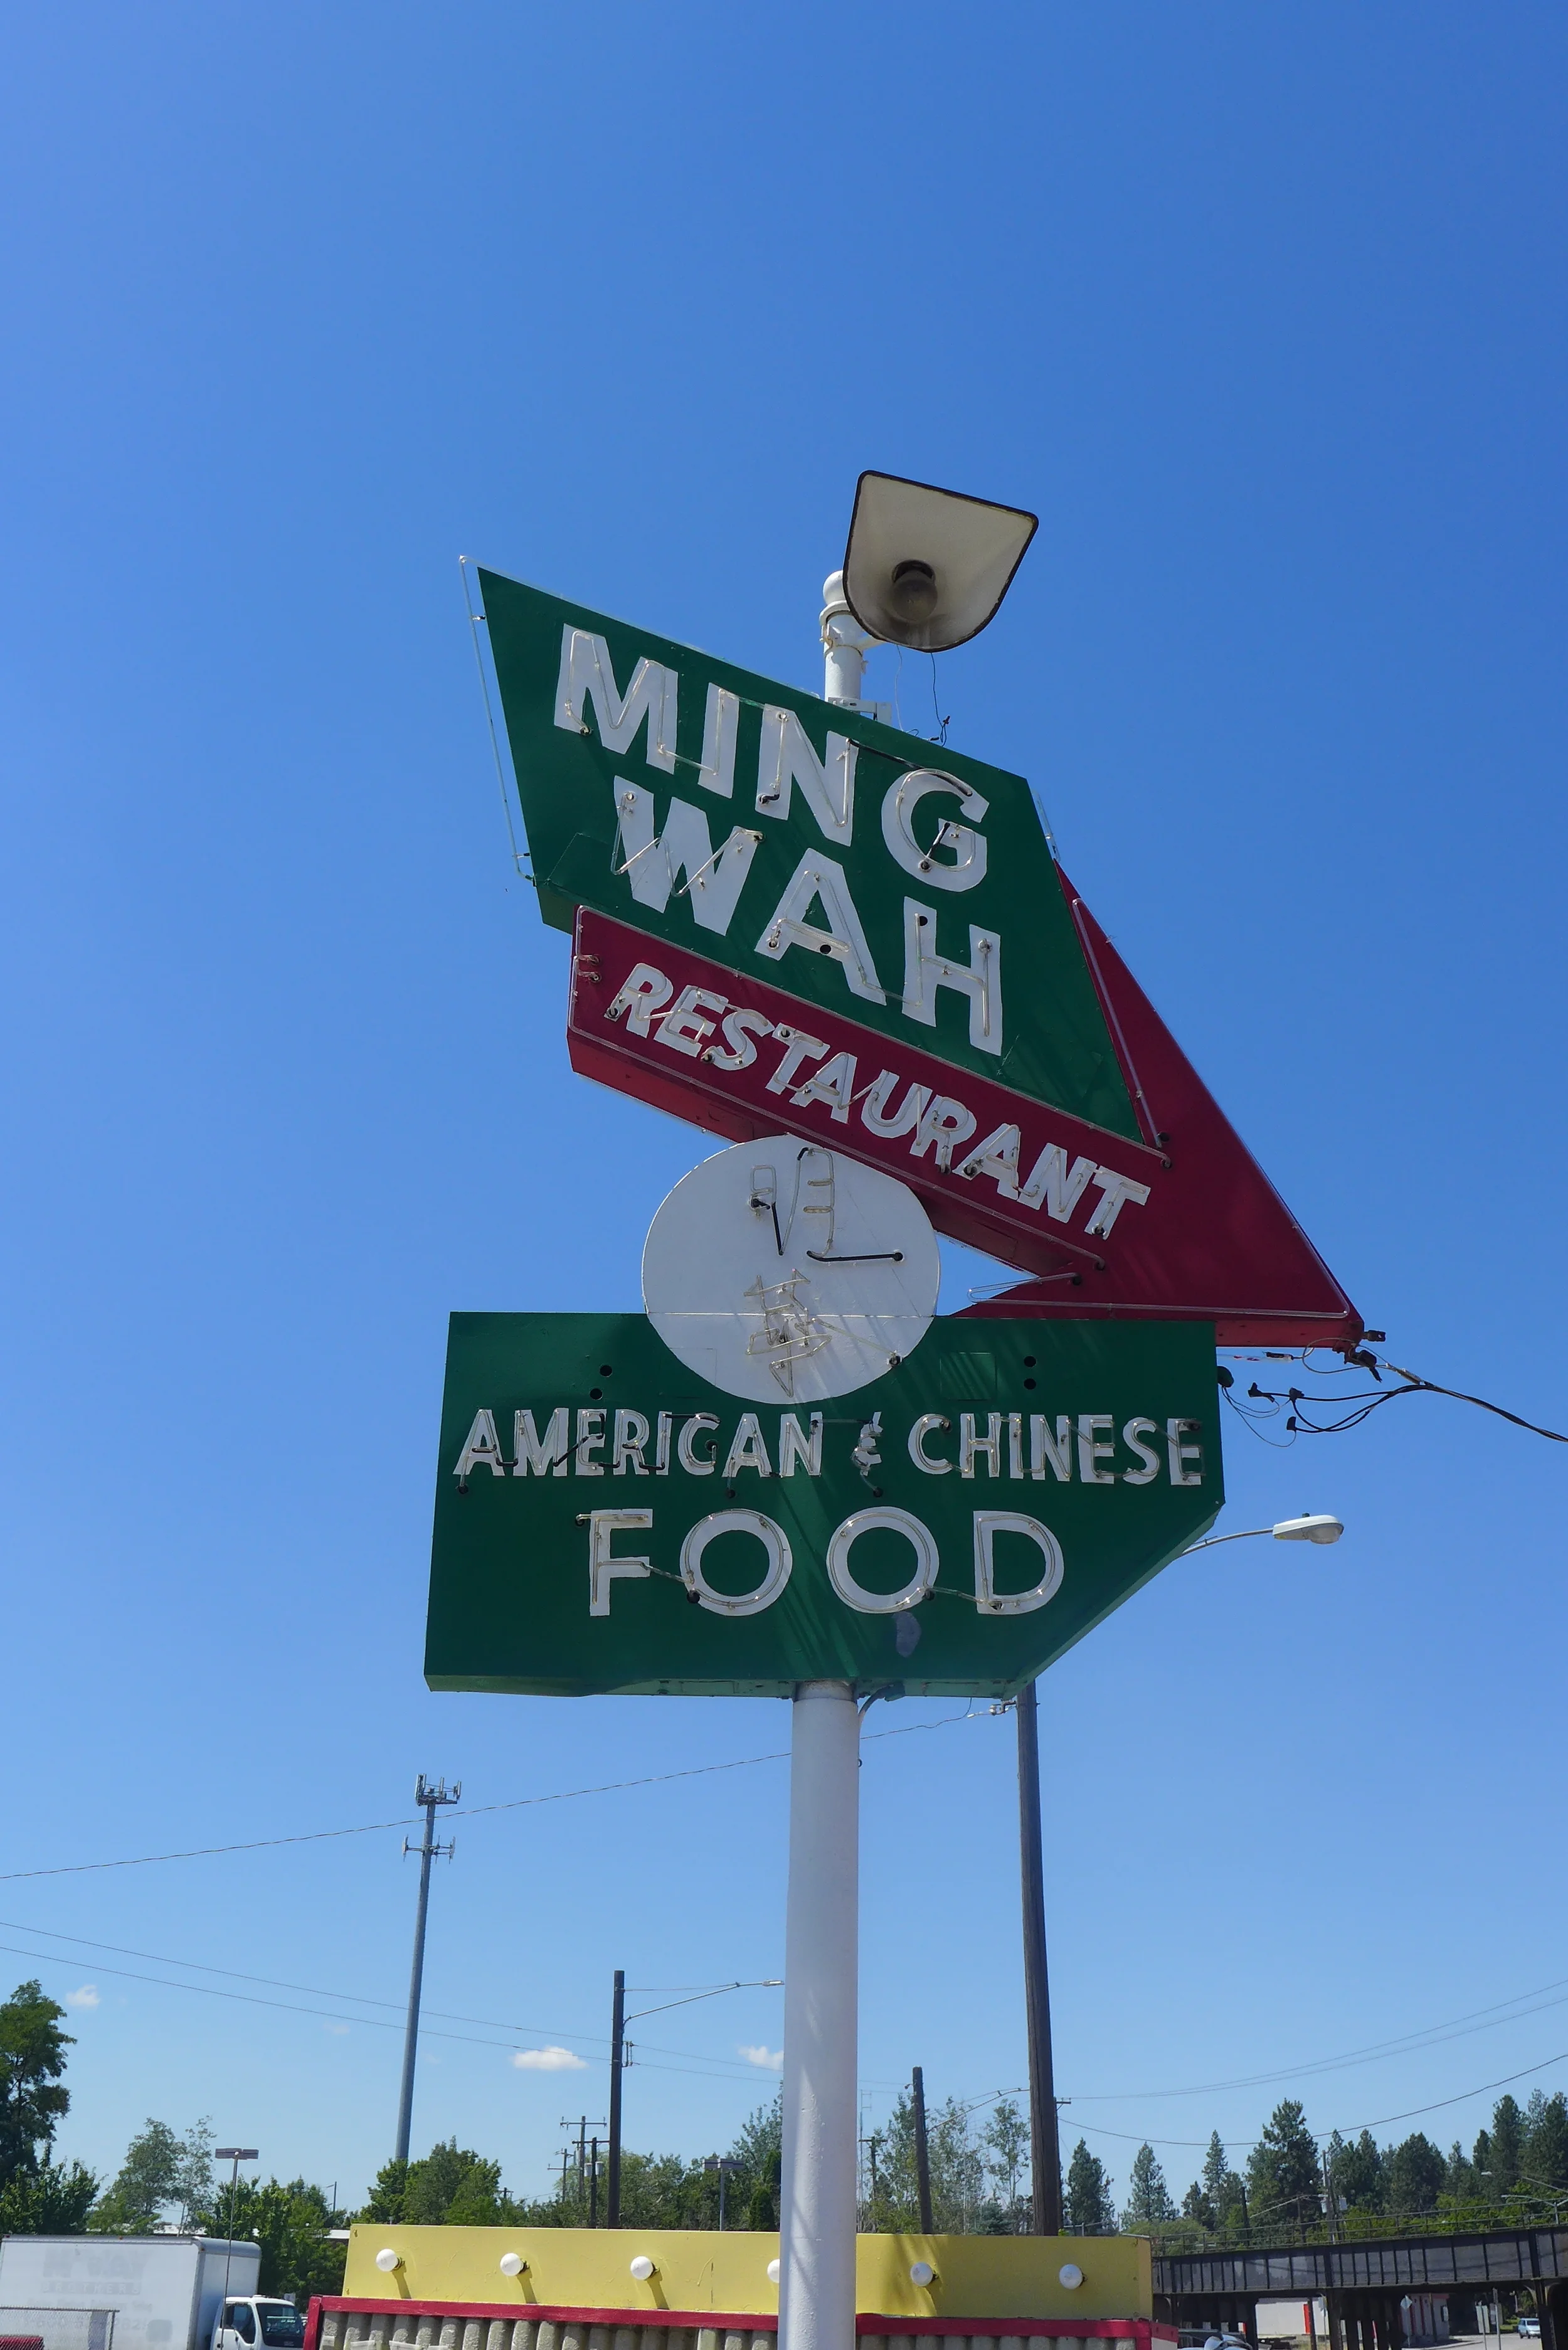 MING
WAH
RESTAURANT
明
華
AMERICAN & CHINESE
FOOD